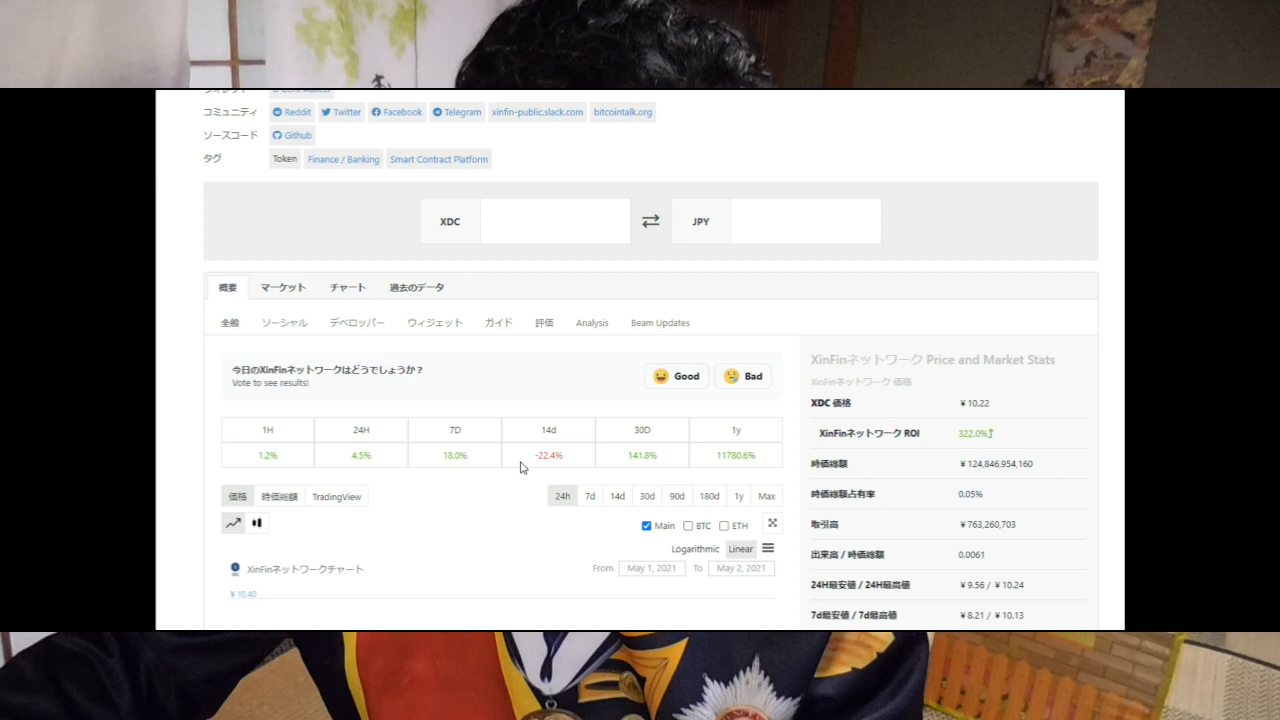 コミュニティ Reddit Twitter Facebook Telegram xinfin-public.slack.com bitcointalk.org
ソースコード Github
タグ Token Finance / Banking Smart Contract Platform
XDC JPY
概要 マーケット チャート 過去のデータ
全般 ソーシャル デベロッパー ウィジェット ガイド 評価 Analysis Beam Updates
今日のXinFinネットワークはどうでしょうか？
Vote to see results!
Good Bad
1H 24H 7D 14d 30D 1y
1.2% 4.5% 18.0% -22.4% 141.8% 11780.6%
価格 時価総額 TradingView
24h 7d 14d 30d 90d 180d 1y Max
Main BTC ETH
Logarithmic Linear
XinFinネットワークチャート
From May 1, 2021 To May 2, 2021
¥10.40
XinFinネットワーク Price and Market Stats
XinFinネットワーク 価格
XDC 価格 ¥10.22
XinFinネットワーク ROI 322.0%
時価総額 ¥124,846,954,160
時価総額占有率 0.05%
取引高 ¥763,260,703
出来高 / 時価総額 0.0061
24H最安値 / 24H最高値 ¥9.56 / ¥10.24
7d最安値 / 7d最高値 ¥8.21 / ¥10.13